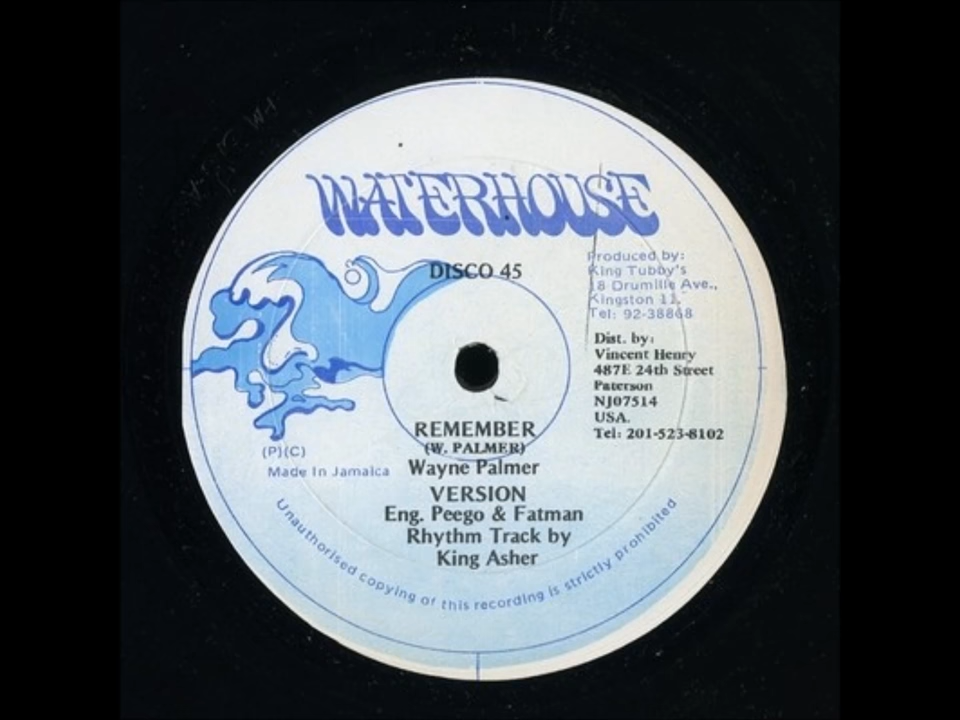 WATERHOUSE
DISCO 45
Produced by:
King Tubby's
18 Drumille Ave.,
Kingston 11.
Tel: 92-38868
Dist. by:
Vincent Henry
487E 24th Street
Paterson
NJ07514
USA.
Tel: 201-523-8102
REMEMBER
(W. PALMER)
Wayne Palmer
VERSION
Eng. Peego & Fatman
Rhythm Track by
King Asher
(P)(C)
Made In Jamaica
Unauthorised copying of this recording is strictly prohibited